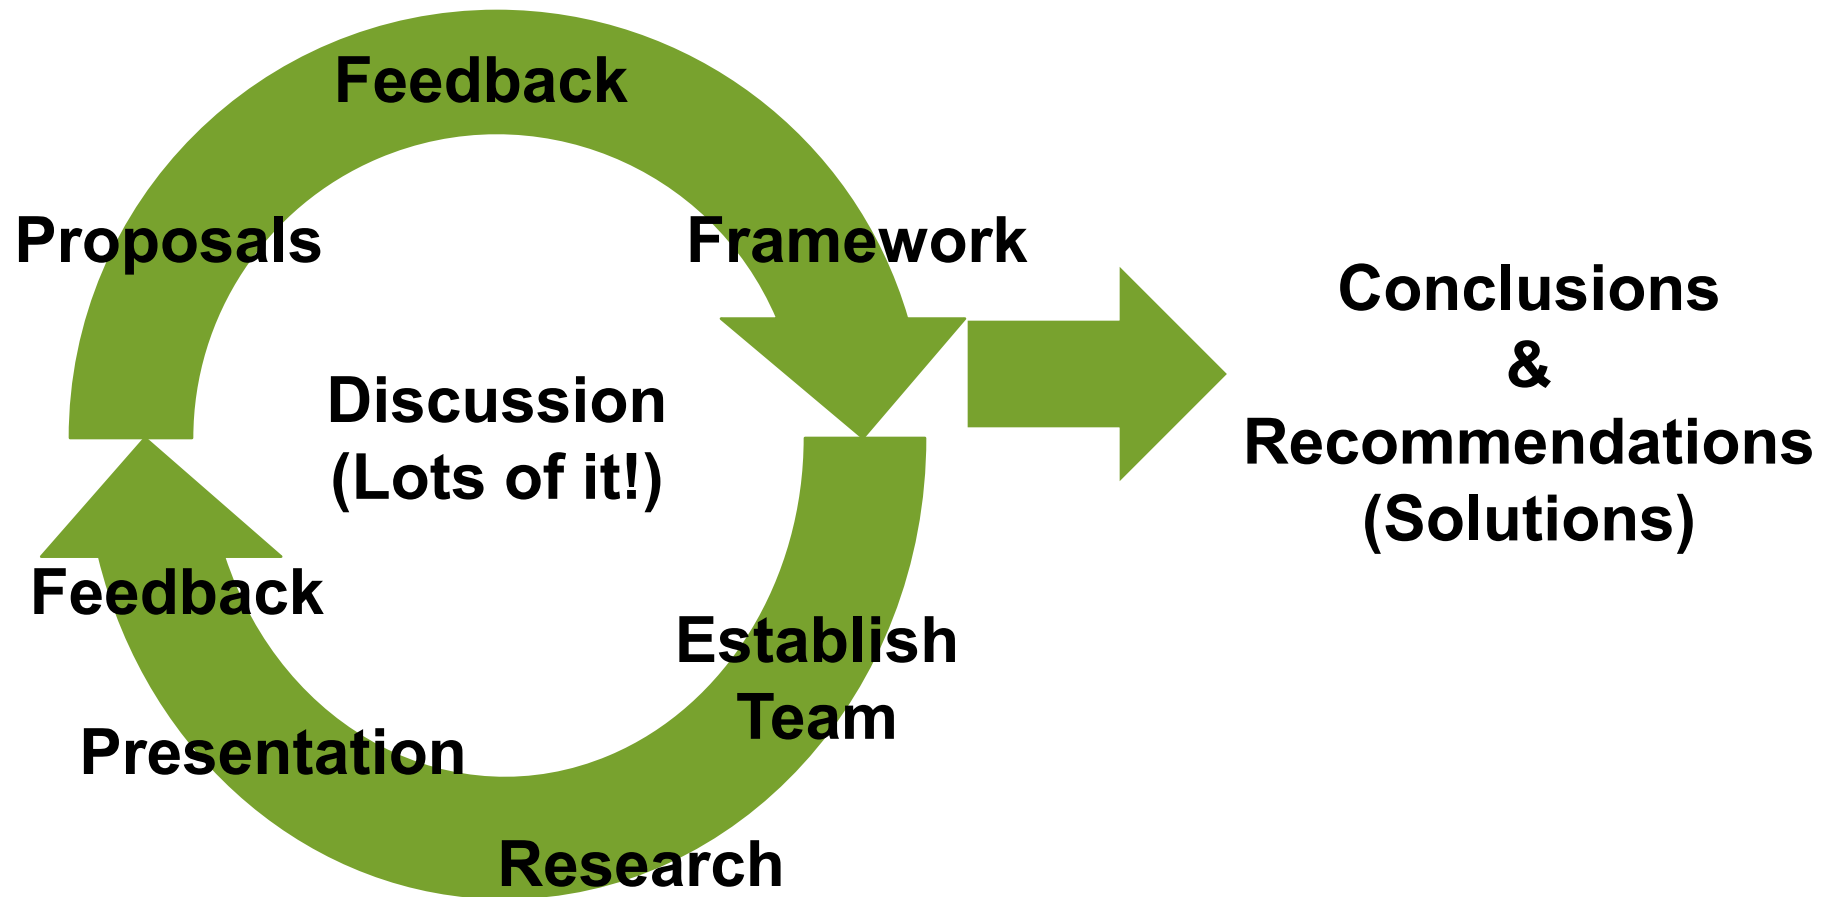 Feedback
Proposals
Framework
Conclusions
&
Recommendations
(Solutions)
Discussion
(Lots of it!)
Feedback
Establish
Team
Presentation
Research